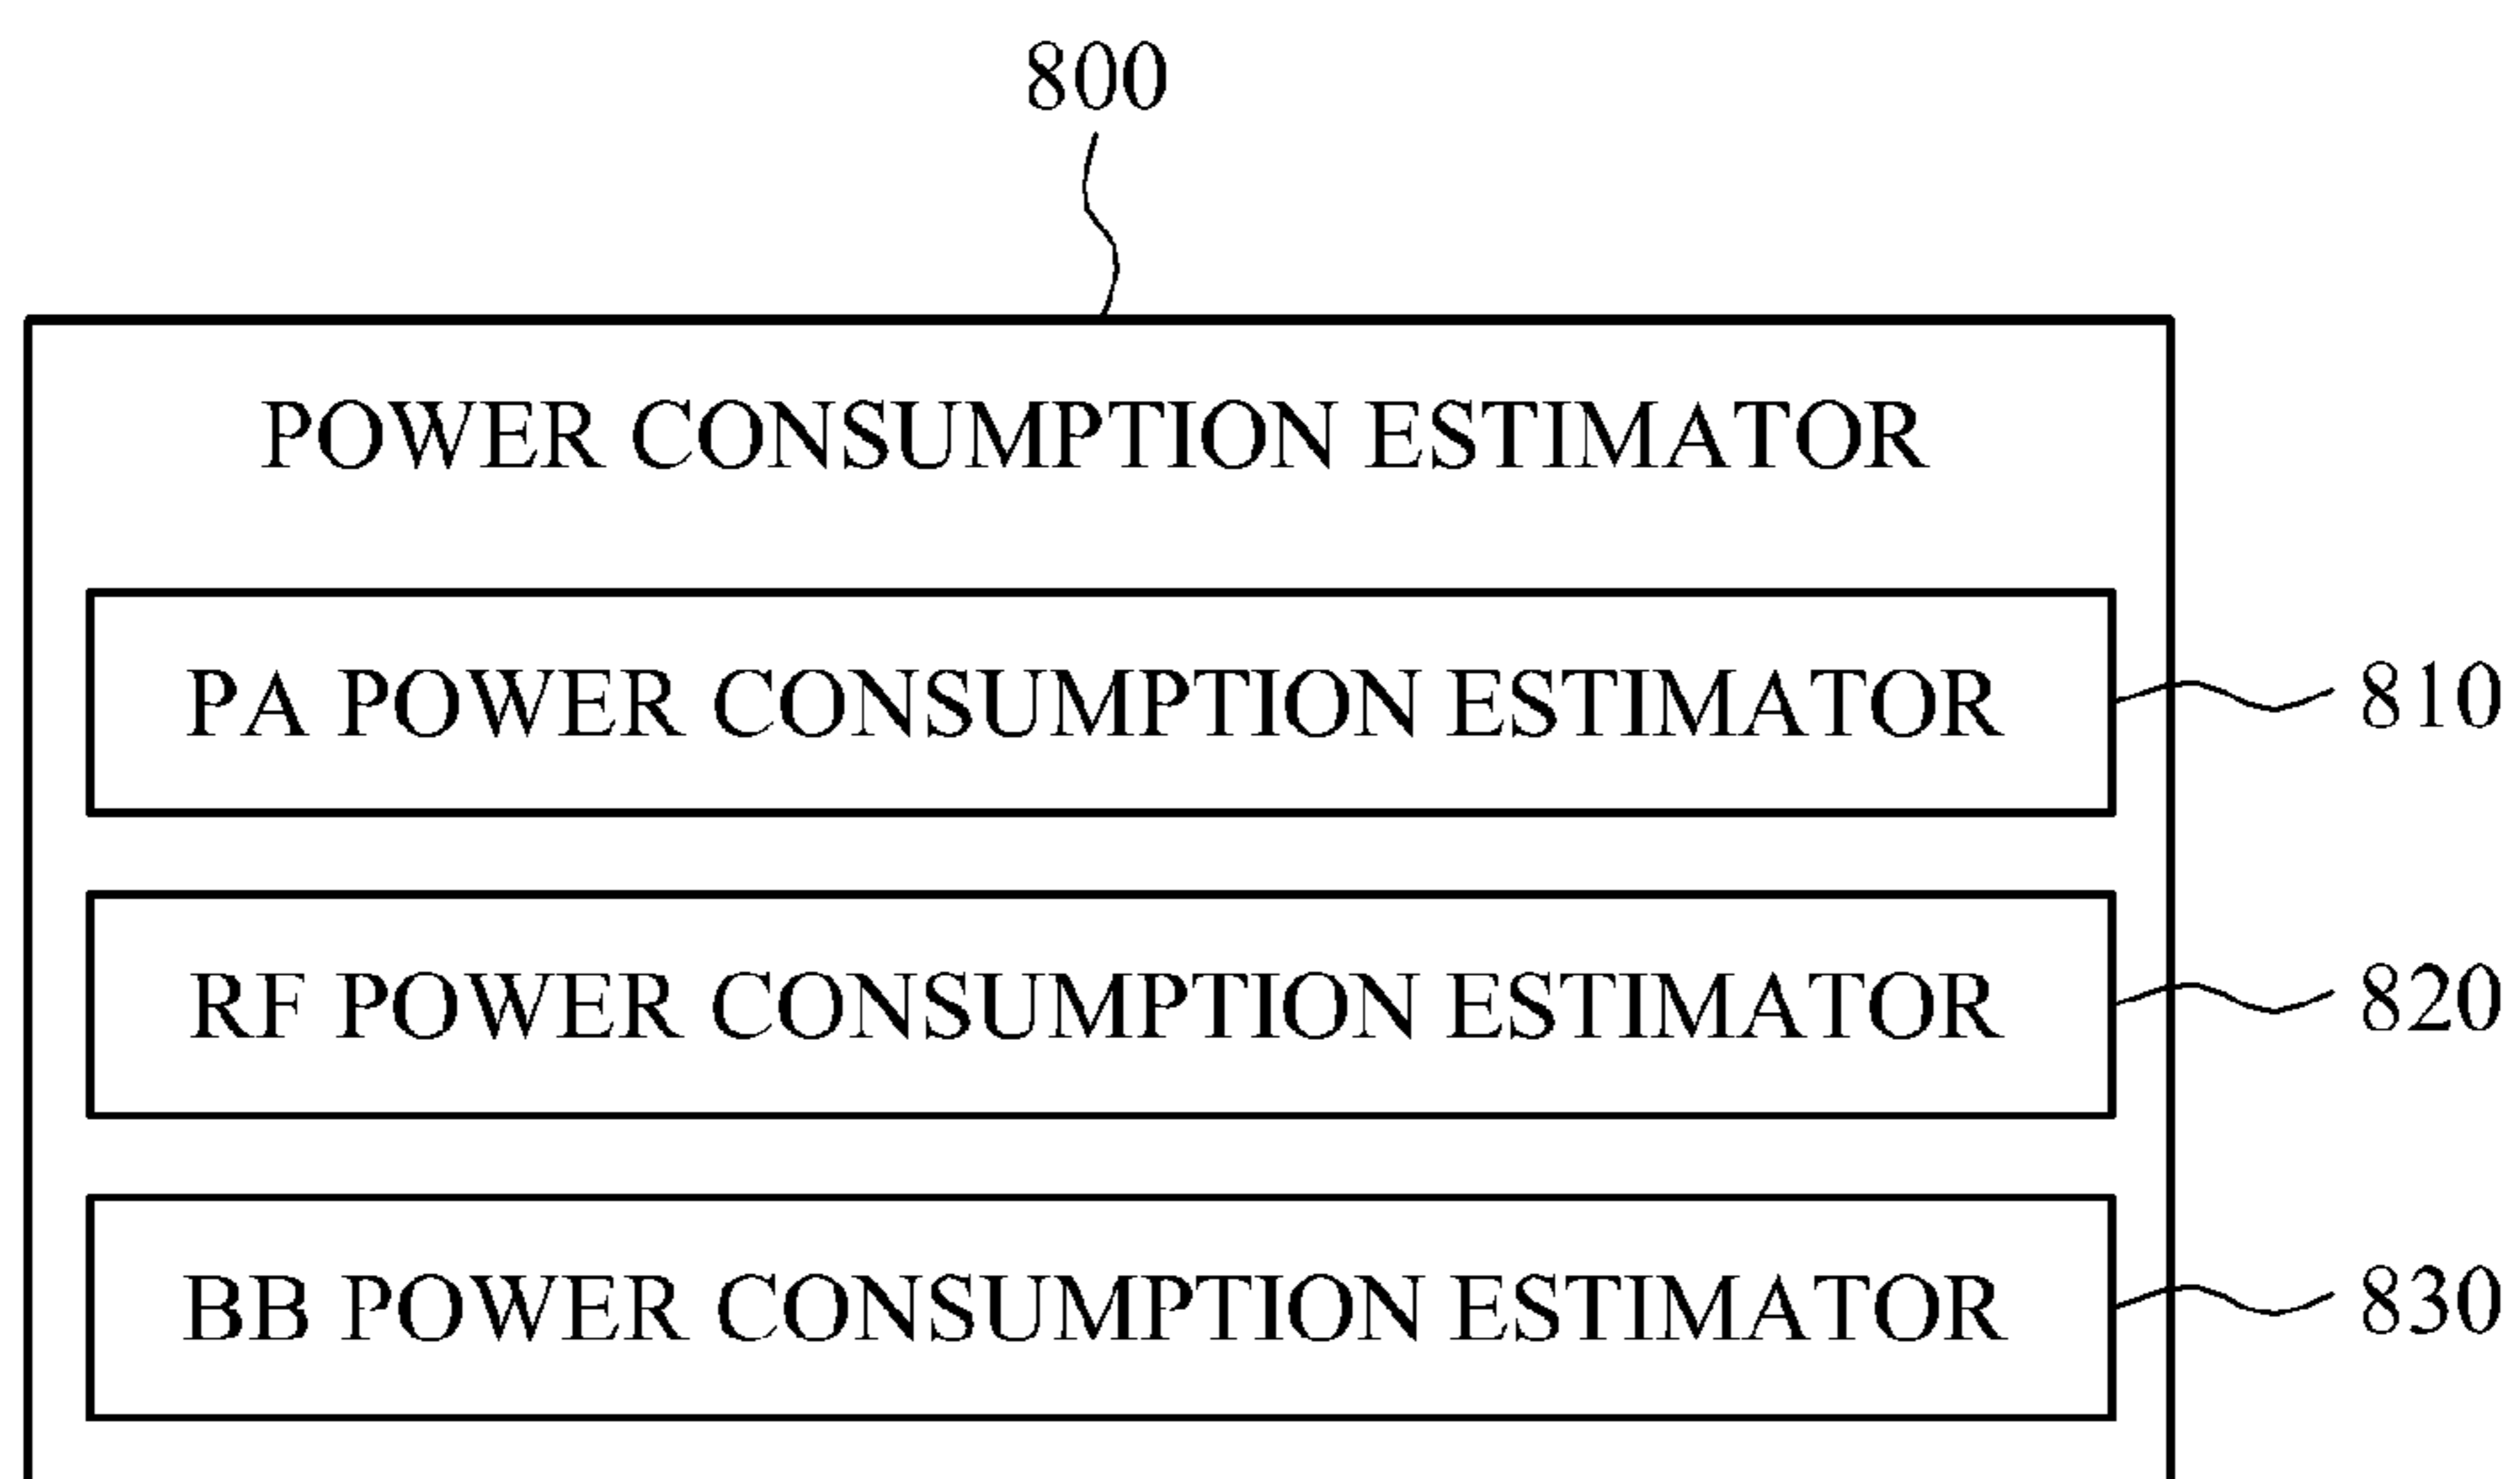 800
POWER CONSUMPTION ESTIMATOR
PA POWER CONSUMPTION ESTIMATOR
810
RF POWER CONSUMPTION ESTIMATOR
820
BB POWER CONSUMPTION ESTIMATOR
830